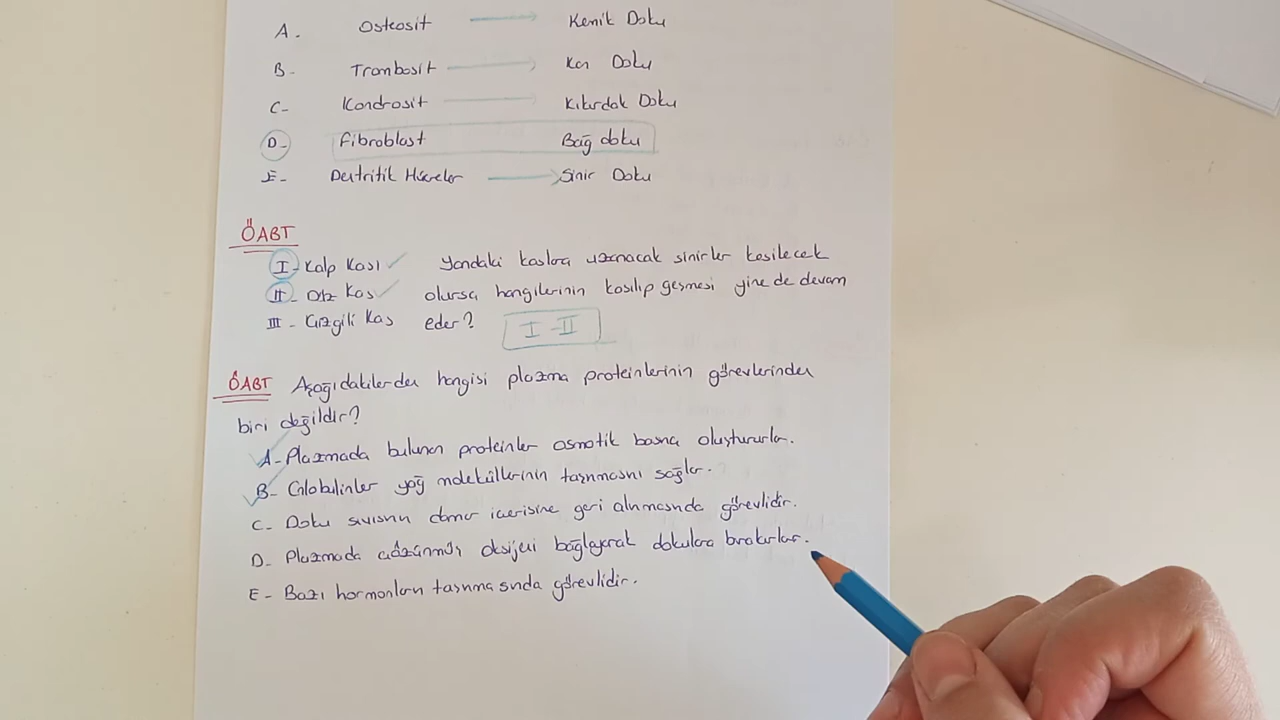 A- Osteosit → Kemik Doku
B- Trombosit → Kan Doku
C- Kondrosit → Kıkırdak Doku
D- Fibroblast Bağ doku
E- Dentritik Hücreler → Sinir Doku
ÖABT
I- Kalp Kası ✓ Yandaki kaslara uzanacak sinirler kesilecek
II- Düz Kas ✓ olursa hangilerinin kasılıp geşmesi yine de devam
III- Çizgili Kas eder? I-II
ÖABT Aşağıdakilerden hangisi plazma proteinlerinin görevlerinden
biri değildir?
A- Plazmada bulunan proteinler osmotik basınç oluştururlar.
B- Globulinler yağ moleküllerinin taşınmasını sağlar.
C- Doku sıvısının damar içerisine geri alınmasında görevlidir.
D- Plazmada çözünmüş oksijeni bağlayarak dokulara bırakırlar.
E- Bazı hormonların taşınmasında görevlidir.